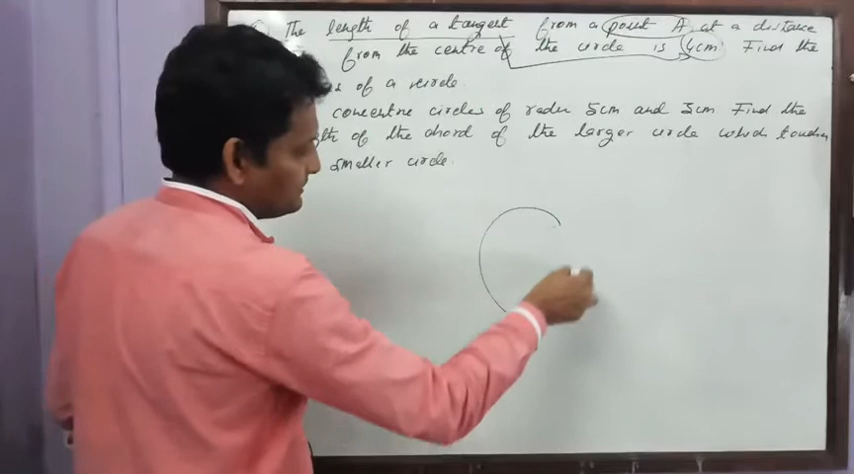 The length of a tangent from a point A at a distance
from the centre of the circle is 4cm Find the
s of a circle.
concentric circles of radii 5cm and 3cm Find the
th of the chord of the larger circle which touches
smaller circle.